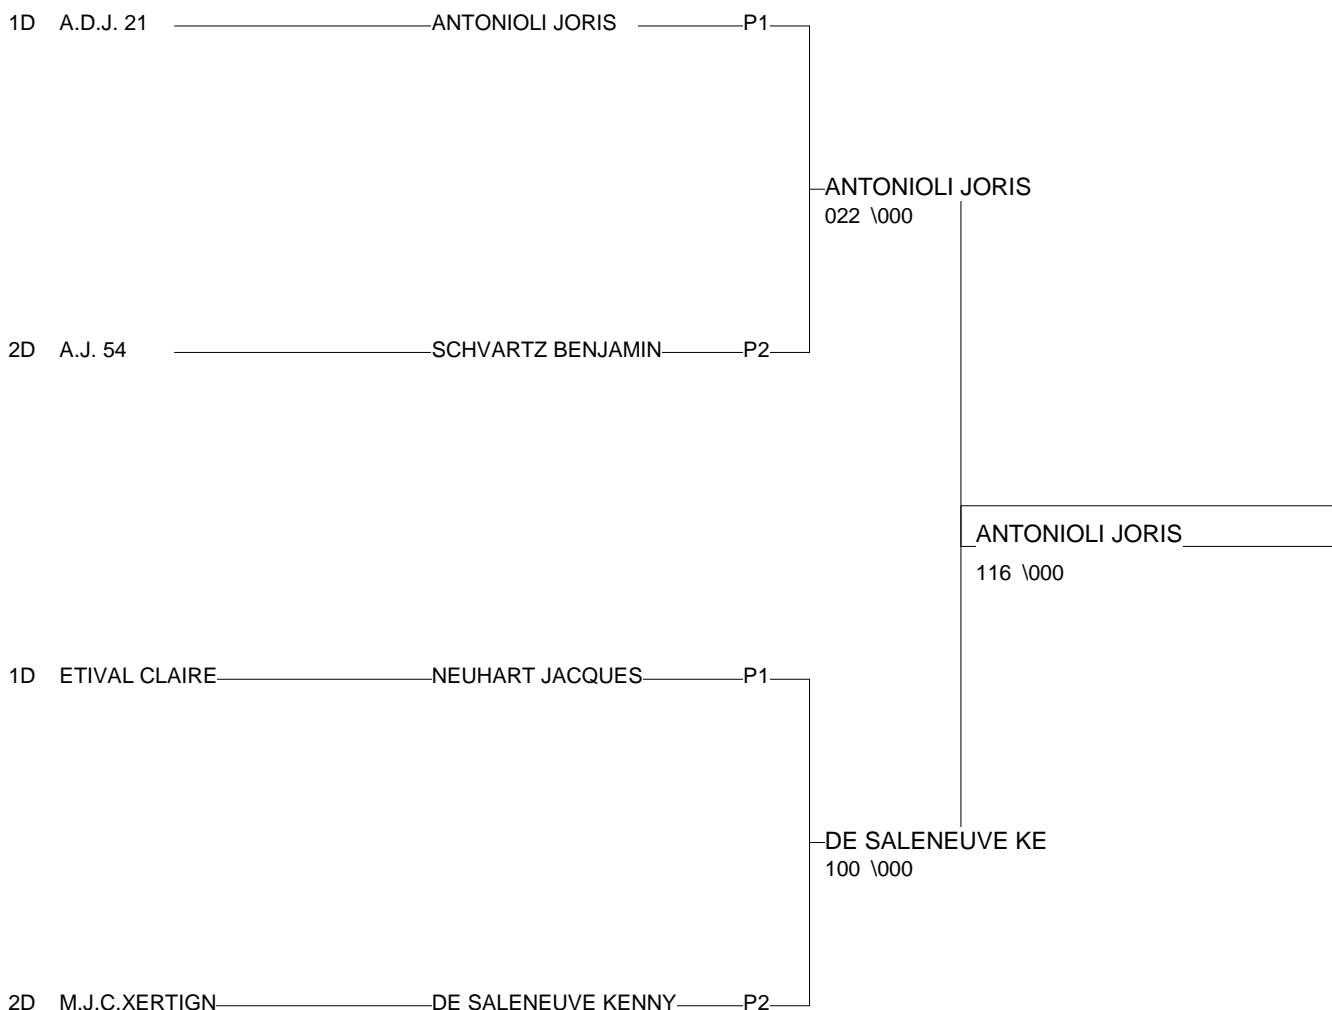 1D A.D.J. 21 ANTONIOLI JORIS P1
ANTONIOLI JORIS
022 \000
2D A.J. 54 SCHVARTZ BENJAMIN P2
ANTONIOLI JORIS
116 \000
1D ETIVAL CLAIRE NEUHART JACQUES P1
DE SALENEUVE KE
100 \000
2D M.J.C.XERTIGN DE SALENEUVE KENNY P2